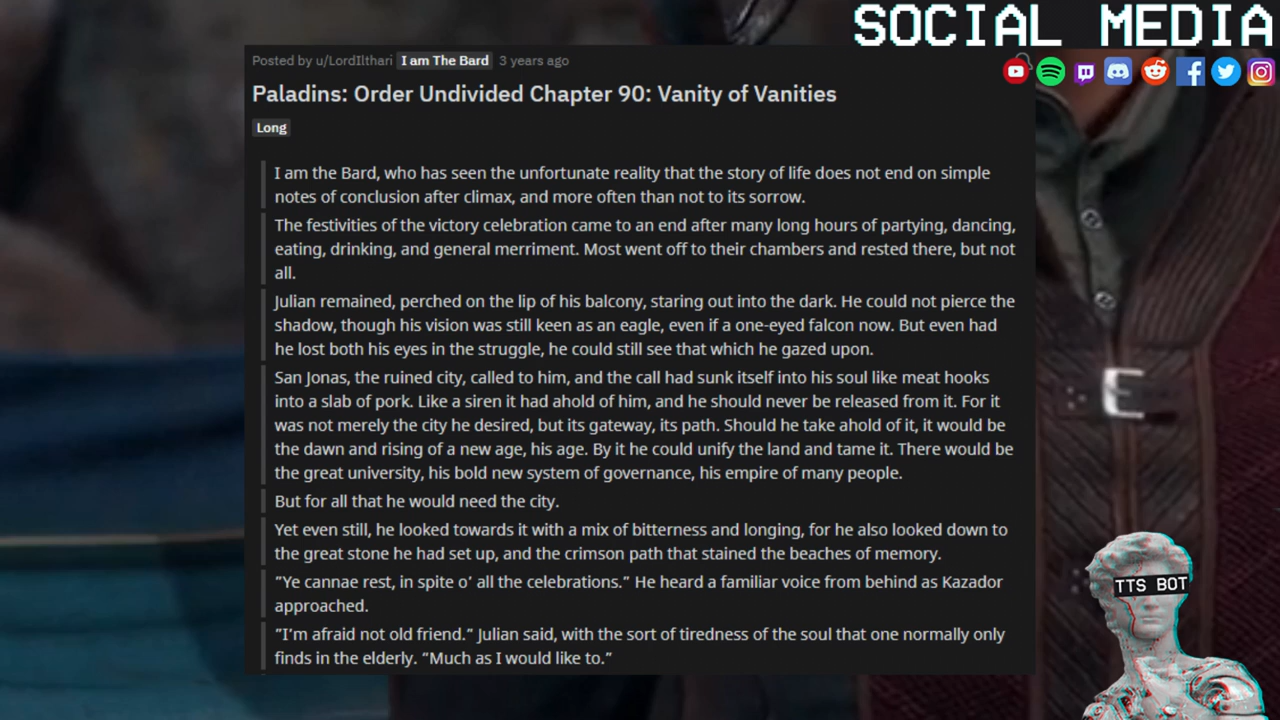 SOCIAL MEDIA
Posted by u/LordIlthari I am The Bard 3 years ago
Paladins: Order Undivided Chapter 90: Vanity of Vanities
Long
I am the Bard, who has seen the unfortunate reality that the story of life does not end on simple
notes of conclusion after climax, and more often than not to its sorrow.
The festivities of the victory celebration came to an end after many long hours of partying, dancing,
eating, drinking, and general merriment. Most went off to their chambers and rested there, but not
all.
Julian remained, perched on the lip of his balcony, staring out into the dark. He could not pierce the
shadow, though his vision was still keen as an eagle, even if a one-eyed falcon now. But even had
he lost both his eyes in the struggle, he could still see that which he gazed upon.
San Jonas, the ruined city, called to him, and the call had sunk itself into his soul like meat hooks
into a slab of pork. Like a siren it had ahold of him, and he should never be released from it. For it
was not merely the city he desired, but its gateway, its path. Should he take ahold of it, it would be
the dawn and rising of a new age, his age. By it he could unify the land and tame it. There would be
the great university, his bold new system of governance, his empire of many people.
But for all that he would need the city.
Yet even still, he looked towards it with a mix of bitterness and longing, for he also looked down to
the great stone he had set up, and the crimson path that stained the beaches of memory.
”Ye cannae rest, in spite o’ all the celebrations.” He heard a familiar voice from behind as Kazador
approached.
”I’m afraid not old friend.” Julian said, with the sort of tiredness of the soul that one normally only
finds in the elderly. “Much as I would like to.”
TTS BOT